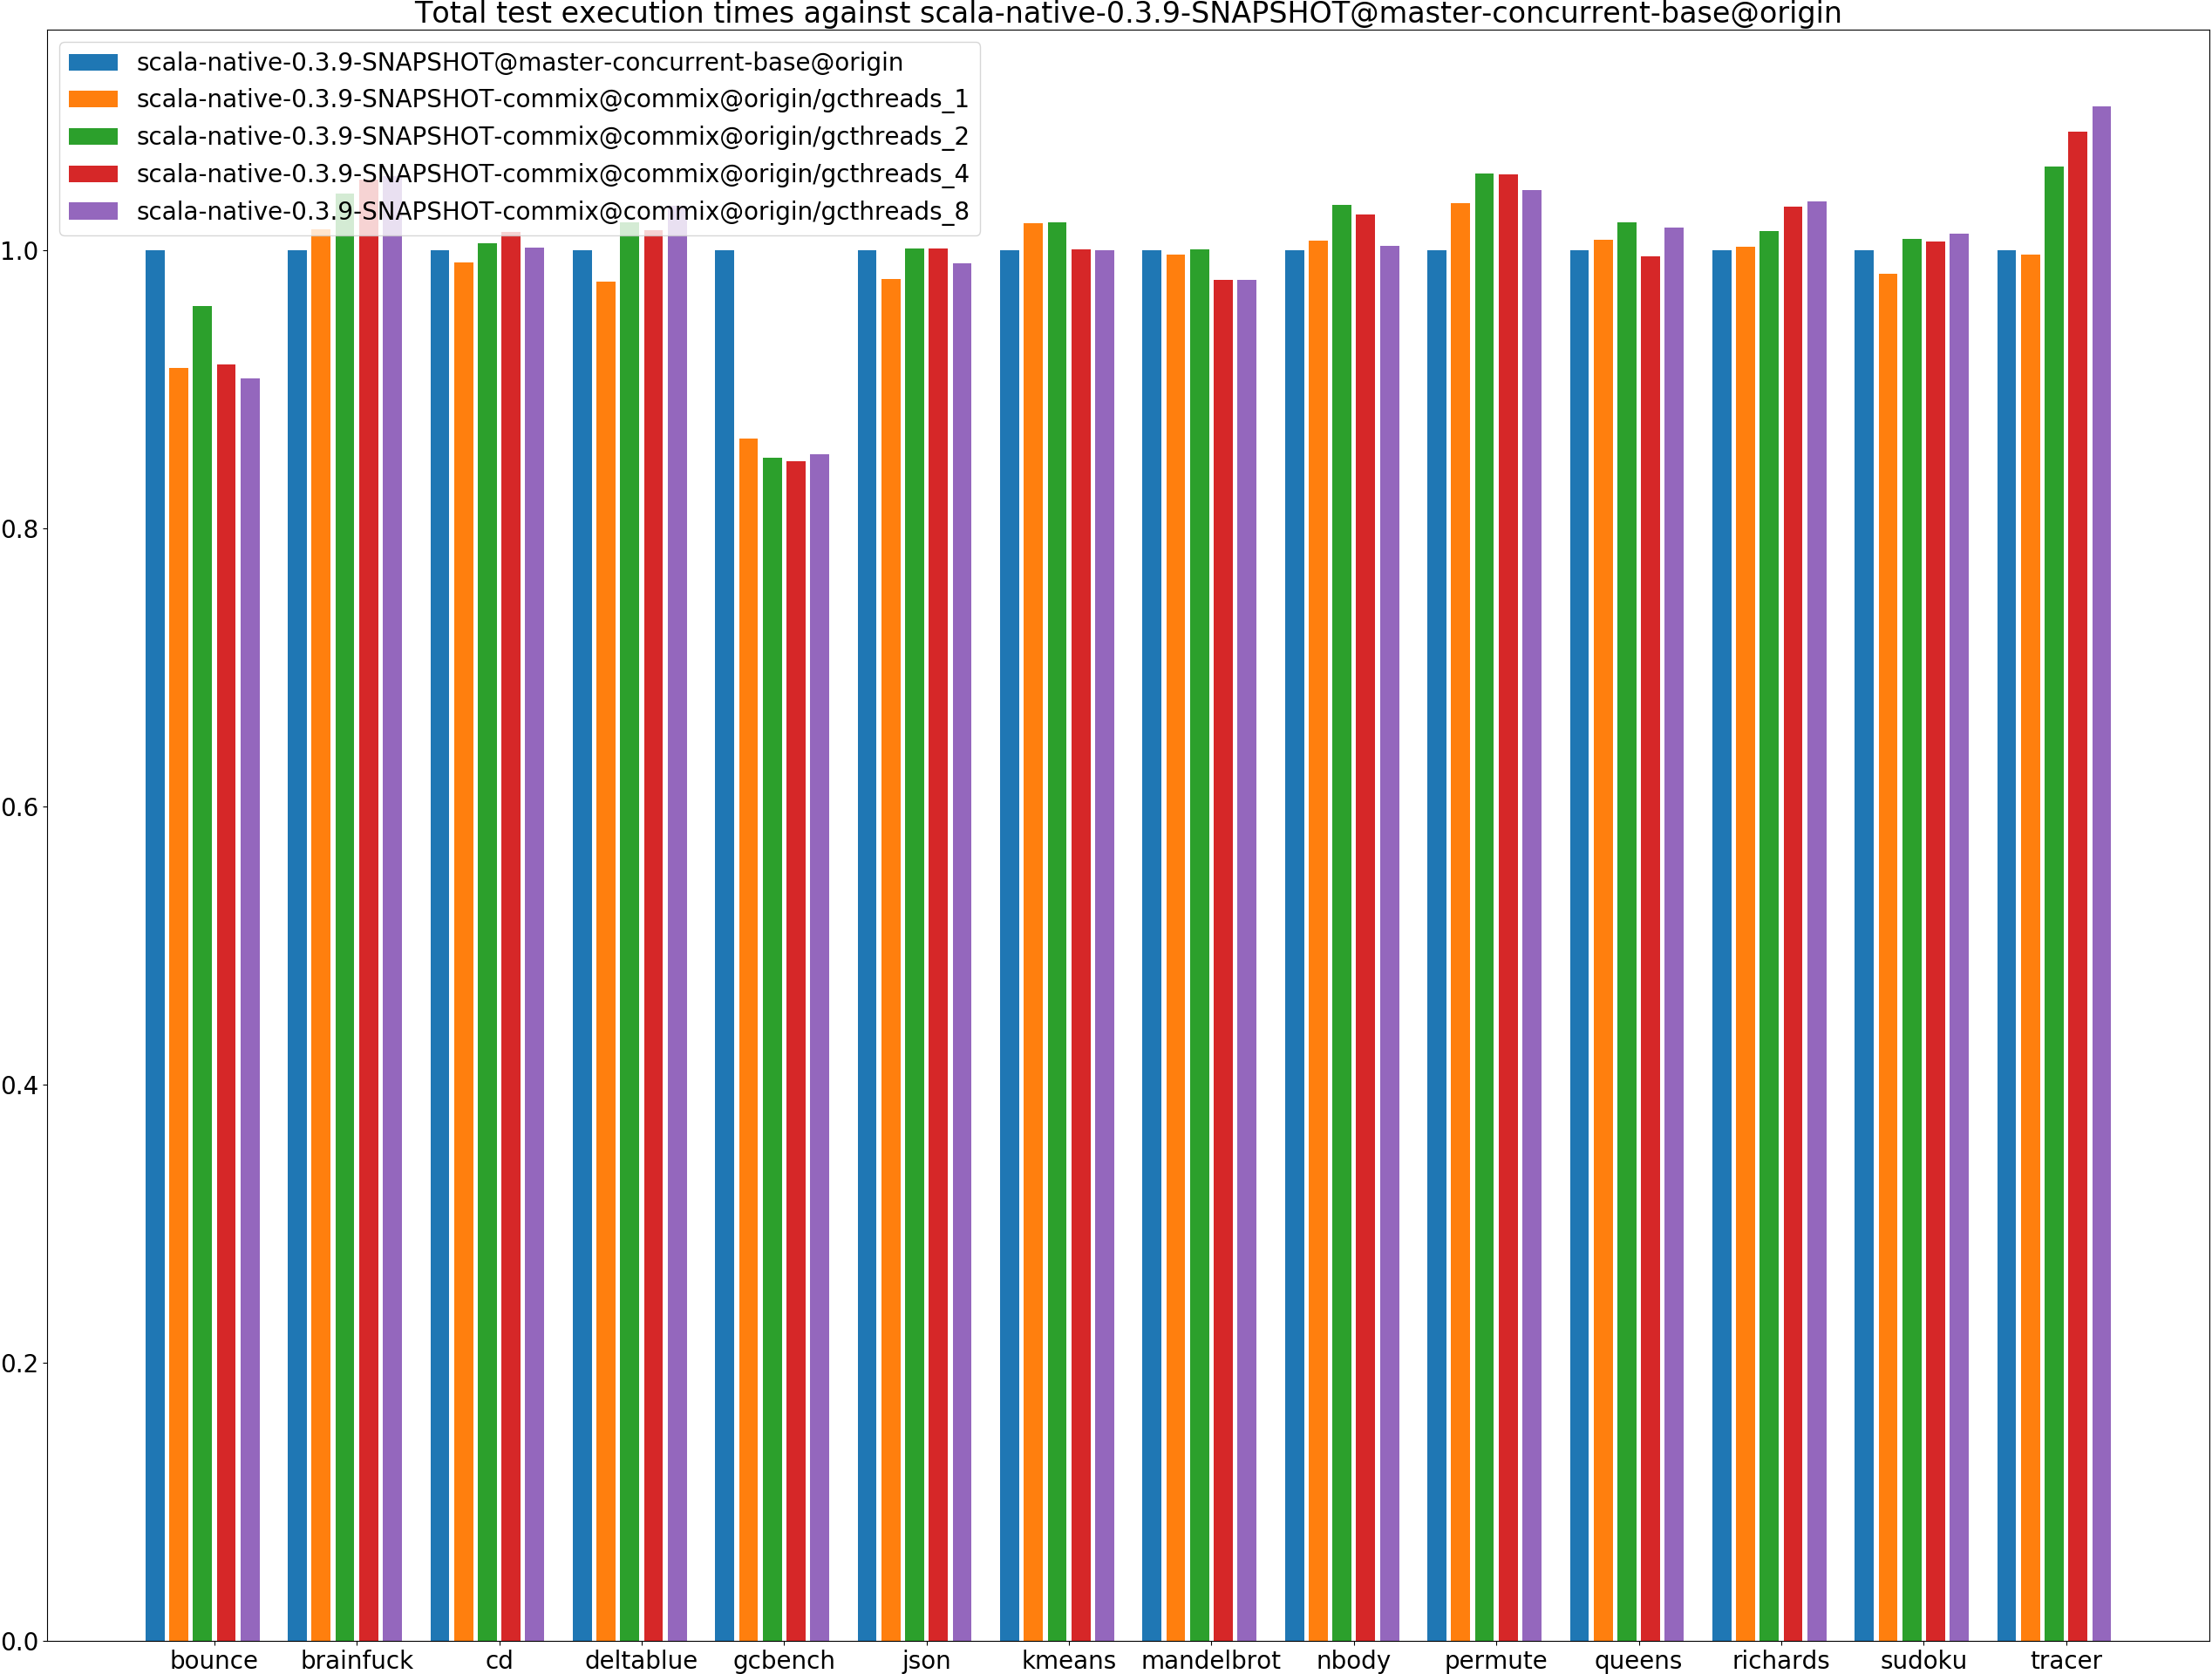 Total test execution times against scala-native-0.3.9-SNAPSHOT@master-concurrent-base@origin
scala-native-0.3.9-SNAPSHOT@master-concurrent-base@origin
scala-native-0.3.9-SNAPSHOT-commix@commix@origin/gcthreads_1
scala-native-0.3.9-SNAPSHOT-commix@commix@origin/gcthreads_2
scala-native-0.3.9-SNAPSHOT-commix@commix@origin/gcthreads_4
scala-native-0.3.9-SNAPSHOT-commix@commix@origin/gcthreads_8
1.0
0.8
0.6
0.4
0.2
0.0
bounce brainfuck cd deltablue gcbench json kmeans mandelbrot nbody permute queens richards sudoku tracer